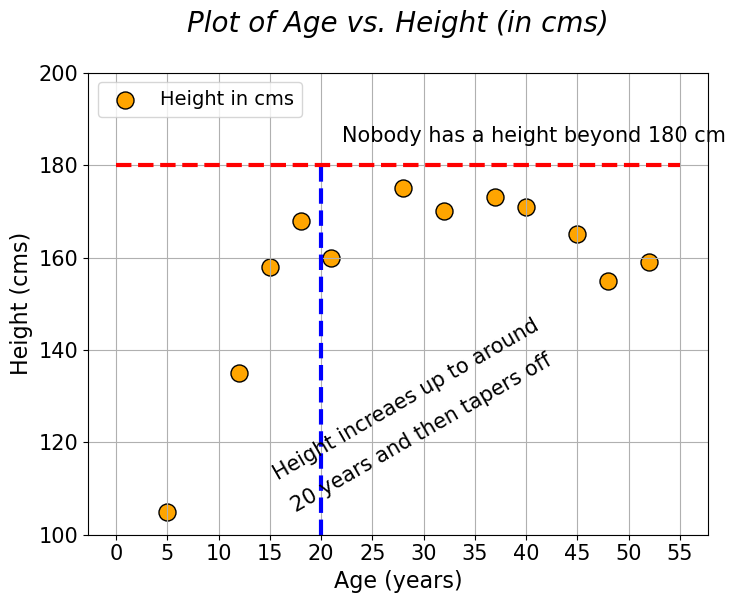 Plot of Age vs. Height (in cms)
200
Height in cms
Nobody has a height beyond 180 cm
180
160
Height (cms)
140
Height increaes up to around
20 years and then tapers off
120
100
0 5 10 15 20 25 30 35 40 45 50 55
Age (years)